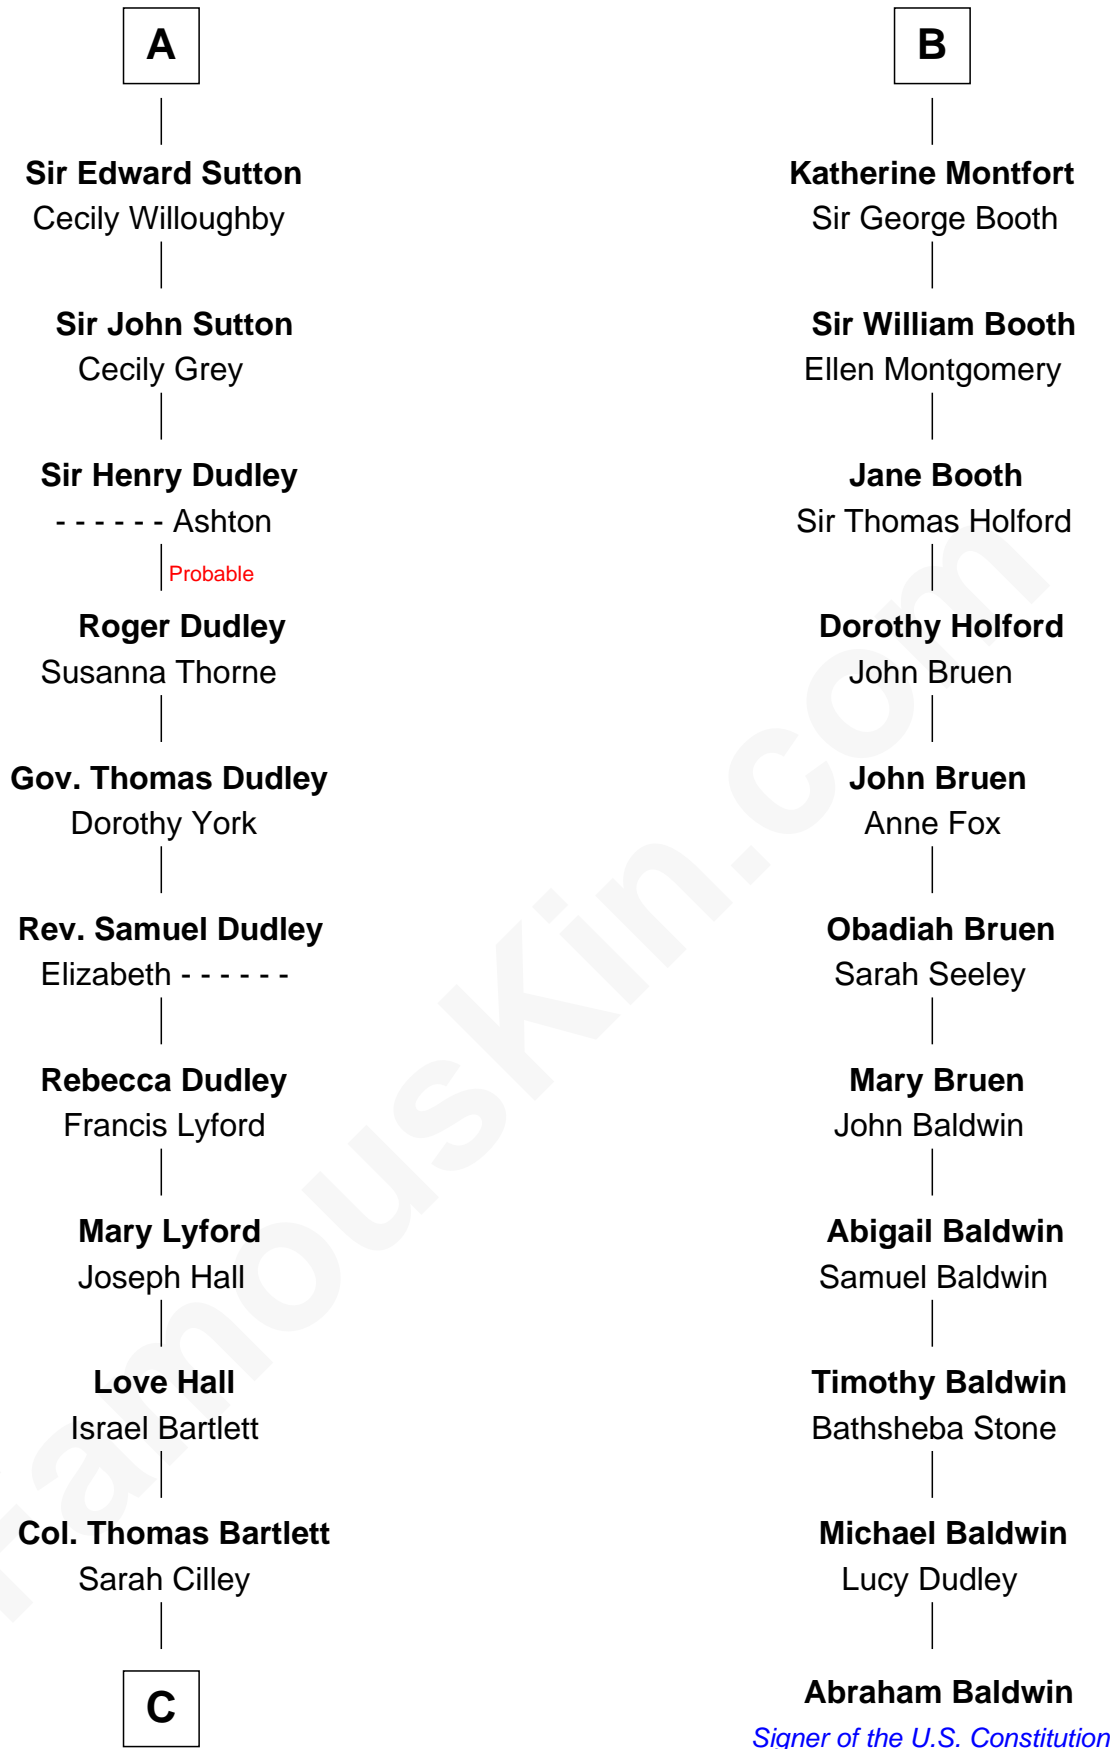 A
Sir Edward Sutton
Cecily Willoughby
Sir John Sutton
Cecily Grey
Sir Henry Dudley
- - - - - - Ashton
Probable
Roger Dudley
Susanna Thorne
Gov. Thomas Dudley
Dorothy York
Rev. Samuel Dudley
Elizabeth - - - - - -
Rebecca Dudley
Francis Lyford
Mary Lyford
Joseph Hall
Love Hall
Israel Bartlett
Col. Thomas Bartlett
Sarah Cilley
C
B
Katherine Montfort
Sir George Booth
Sir William Booth
Ellen Montgomery
Jane Booth
Sir Thomas Holford
Dorothy Holford
John Bruen
John Bruen
Anne Fox
Obadiah Bruen
Sarah Seeley
Mary Bruen
John Baldwin
Abigail Baldwin
Samuel Baldwin
Timothy Baldwin
Bathsheba Stone
Michael Baldwin
Lucy Dudley
Abraham Baldwin
Signer of the U.S. Constitution
FamousKin.com